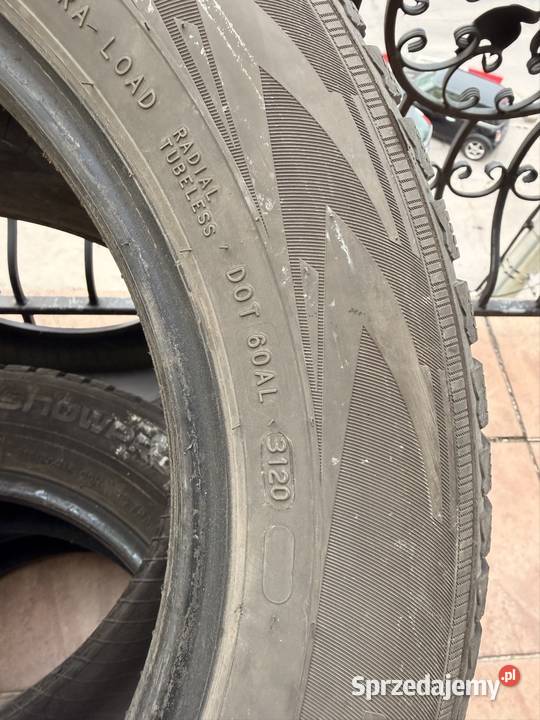 RA-LOAD
RADIAL
TUBELESS
DOT 60AL
3120
Sprzedajemy.pl